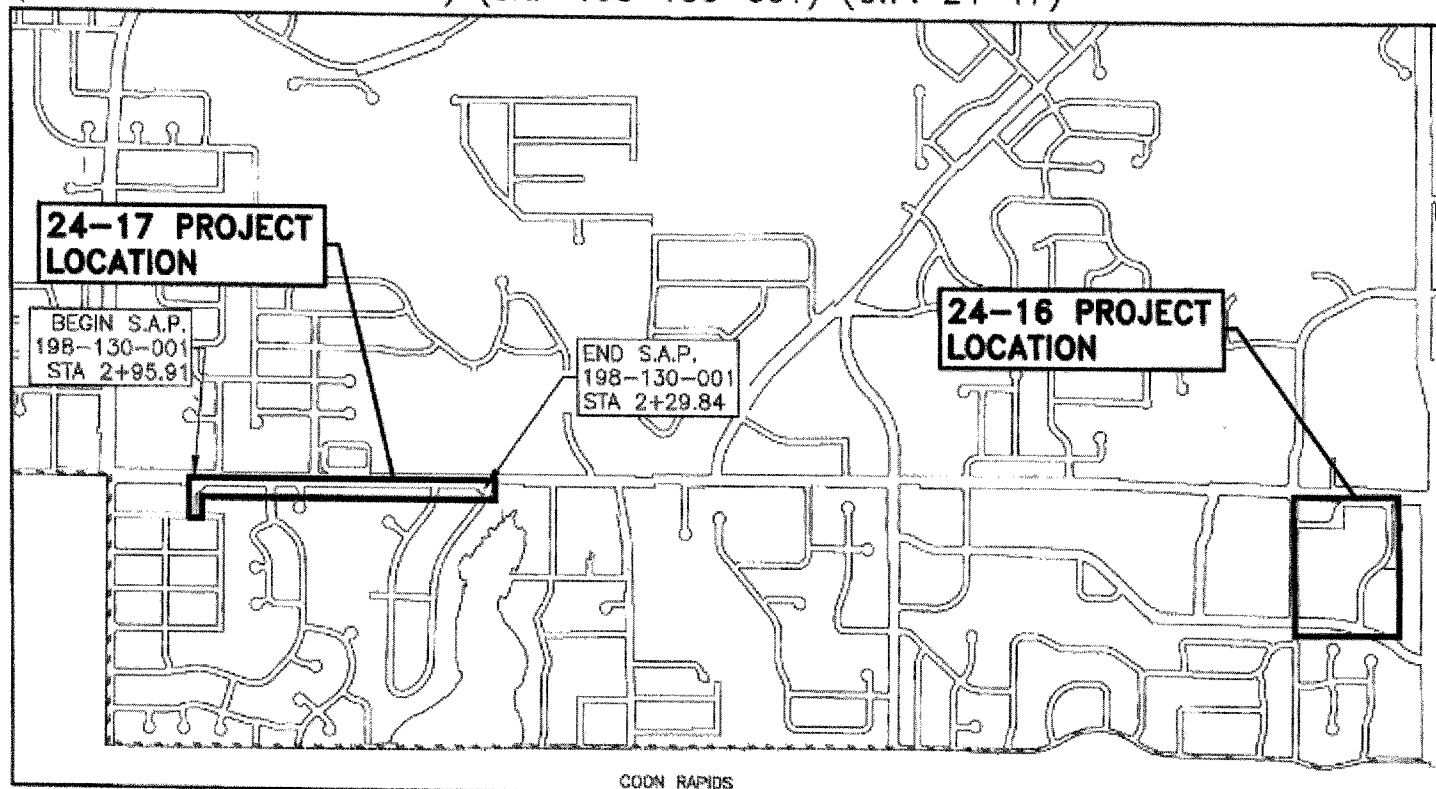 24-17 PROJECT
LOCATION
BEGIN S.A.P.
198-130-001
STA 2+95.91
END S.A.P.
198-130-001
STA 2+29.84
24-16 PROJECT
LOCATION
COON RAPIDS